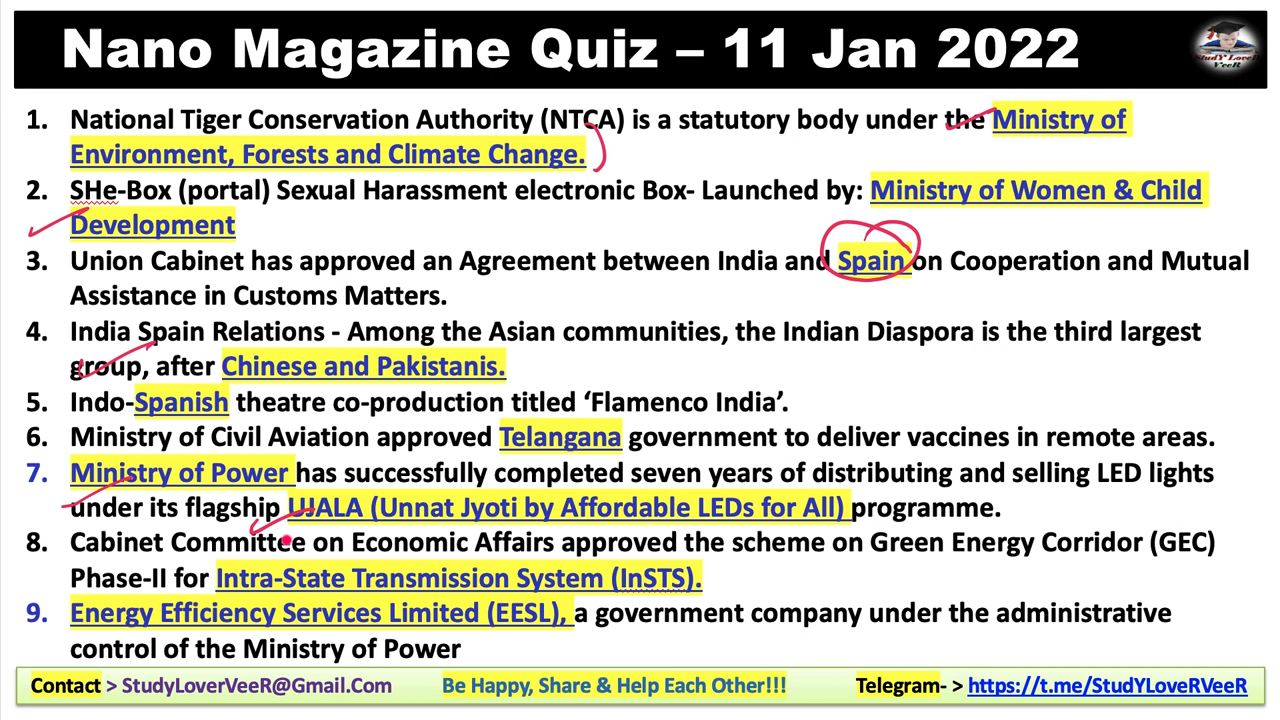 Nano Magazine Quiz – 11 Jan 2022
StudY LoveR
VeeR
1. National Tiger Conservation Authority (NTCA) is a statutory body under the Ministry of
Environment, Forests and Climate Change.
2. SHe-Box (portal) Sexual Harassment electronic Box- Launched by: Ministry of Women & Child
Development
3. Union Cabinet has approved an Agreement between India and Spain on Cooperation and Mutual
Assistance in Customs Matters.
4. India Spain Relations - Among the Asian communities, the Indian Diaspora is the third largest
group, after Chinese and Pakistanis.
5. Indo-Spanish theatre co-production titled ‘Flamenco India’.
6. Ministry of Civil Aviation approved Telangana government to deliver vaccines in remote areas.
7. Ministry of Power has successfully completed seven years of distributing and selling LED lights
under its flagship UJALA (Unnat Jyoti by Affordable LEDs for All) programme.
8. Cabinet Committee on Economic Affairs approved the scheme on Green Energy Corridor (GEC)
Phase-II for Intra-State Transmission System (InSTS).
9. Energy Efficiency Services Limited (EESL), a government company under the administrative
control of the Ministry of Power
Contact > StudyLoverVeeR@Gmail.Com Be Happy, Share & Help Each Other!!! Telegram- > https://t.me/StudYLoveRVeeR